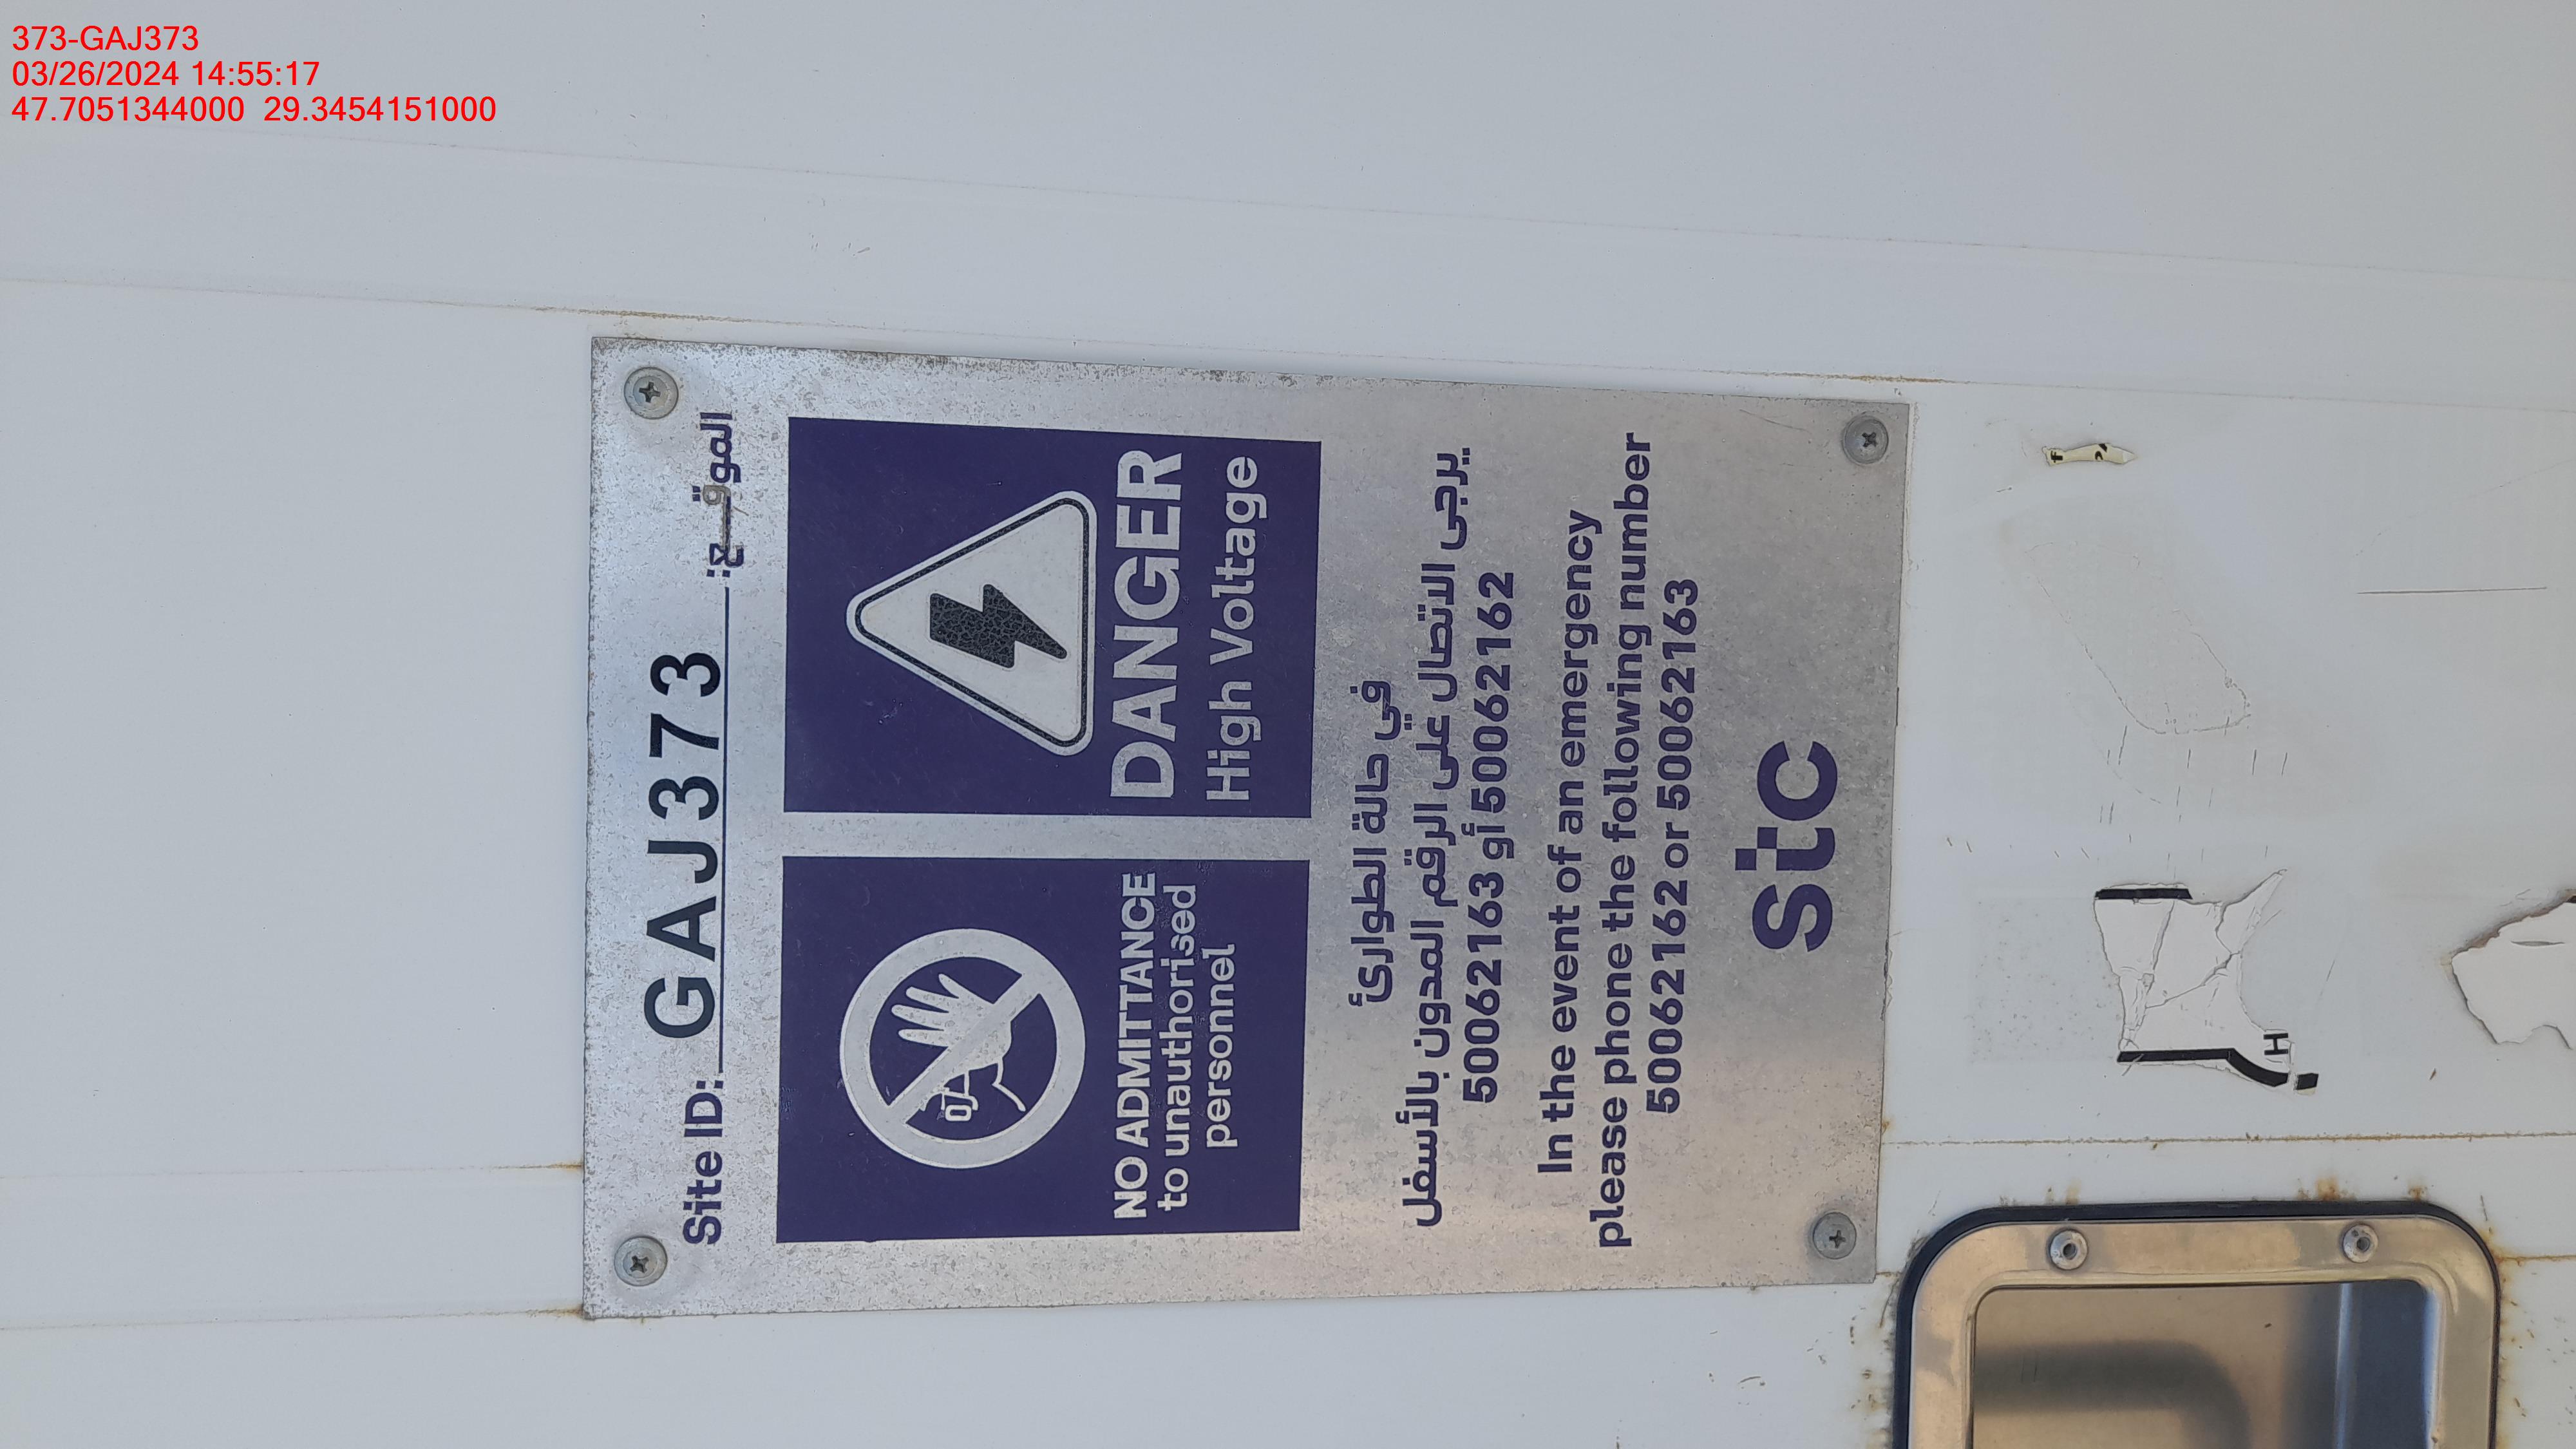 373-GAJ373
03/26/2024 14:55:17
47.7051344000 29.3454151000
Site ID: GAJ373 الموقـــع:
NO ADMITTANCE
to unauthorised
personnel
DANGER
High Voltage
في حالة الطوارئ
يرجى الاتصال على الرقم المدون بالأسفل
50062163 أو 50062162
In the event of an emergency
please phone the following number
50062162 or 50062163
stc
H